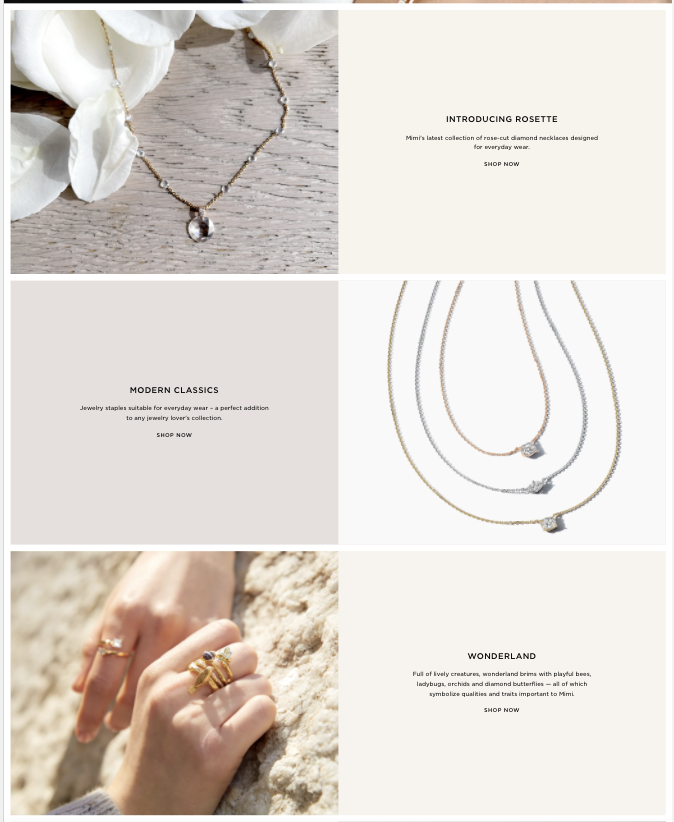 INTRODUCING ROSETTE
Mimi's latest collection of rose-cut diamond necklaces designed
for everyday wear.
SHOP NOW
MODERN CLASSICS
Jewelry staples suitable for everyday wear – a perfect addition
to any jewelry lover's collection.
SHOP NOW
WONDERLAND
Full of lively creatures, wonderland brims with playful bees,
ladybugs, orchids and diamond butterflies — all of which
symbolize qualities and traits important to Mimi.
SHOP NOW